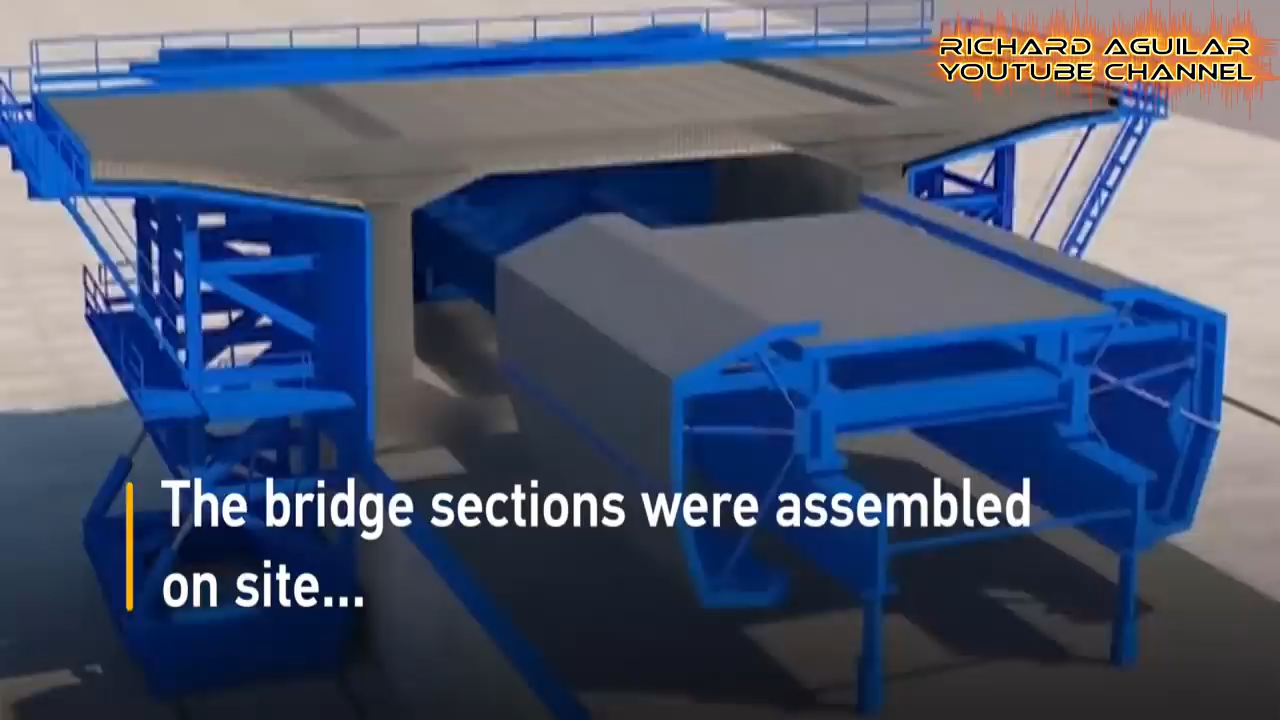 RICHARD AGUILAR
YOUTUBE CHANNEL
The bridge sections were assembled
on site...